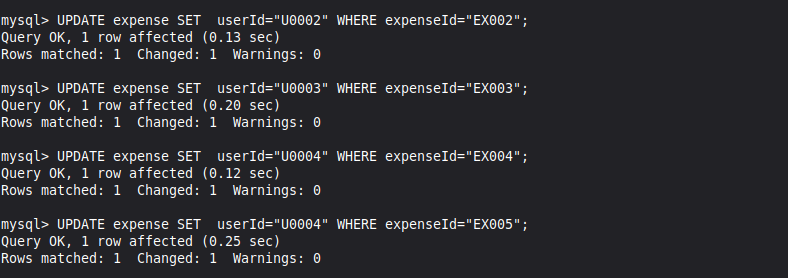 mysql> UPDATE expense SET  userId="U0002" WHERE expenseId="EX002";
Query OK, 1 row affected (0.13 sec)
Rows matched: 1  Changed: 1  Warnings: 0
mysql> UPDATE expense SET  userId="U0003" WHERE expenseId="EX003";
Query OK, 1 row affected (0.20 sec)
Rows matched: 1  Changed: 1  Warnings: 0
mysql> UPDATE expense SET  userId="U0004" WHERE expenseId="EX004";
Query OK, 1 row affected (0.12 sec)
Rows matched: 1  Changed: 1  Warnings: 0
mysql> UPDATE expense SET  userId="U0004" WHERE expenseId="EX005";
Query OK, 1 row affected (0.25 sec)
Rows matched: 1  Changed: 1  Warnings: 0